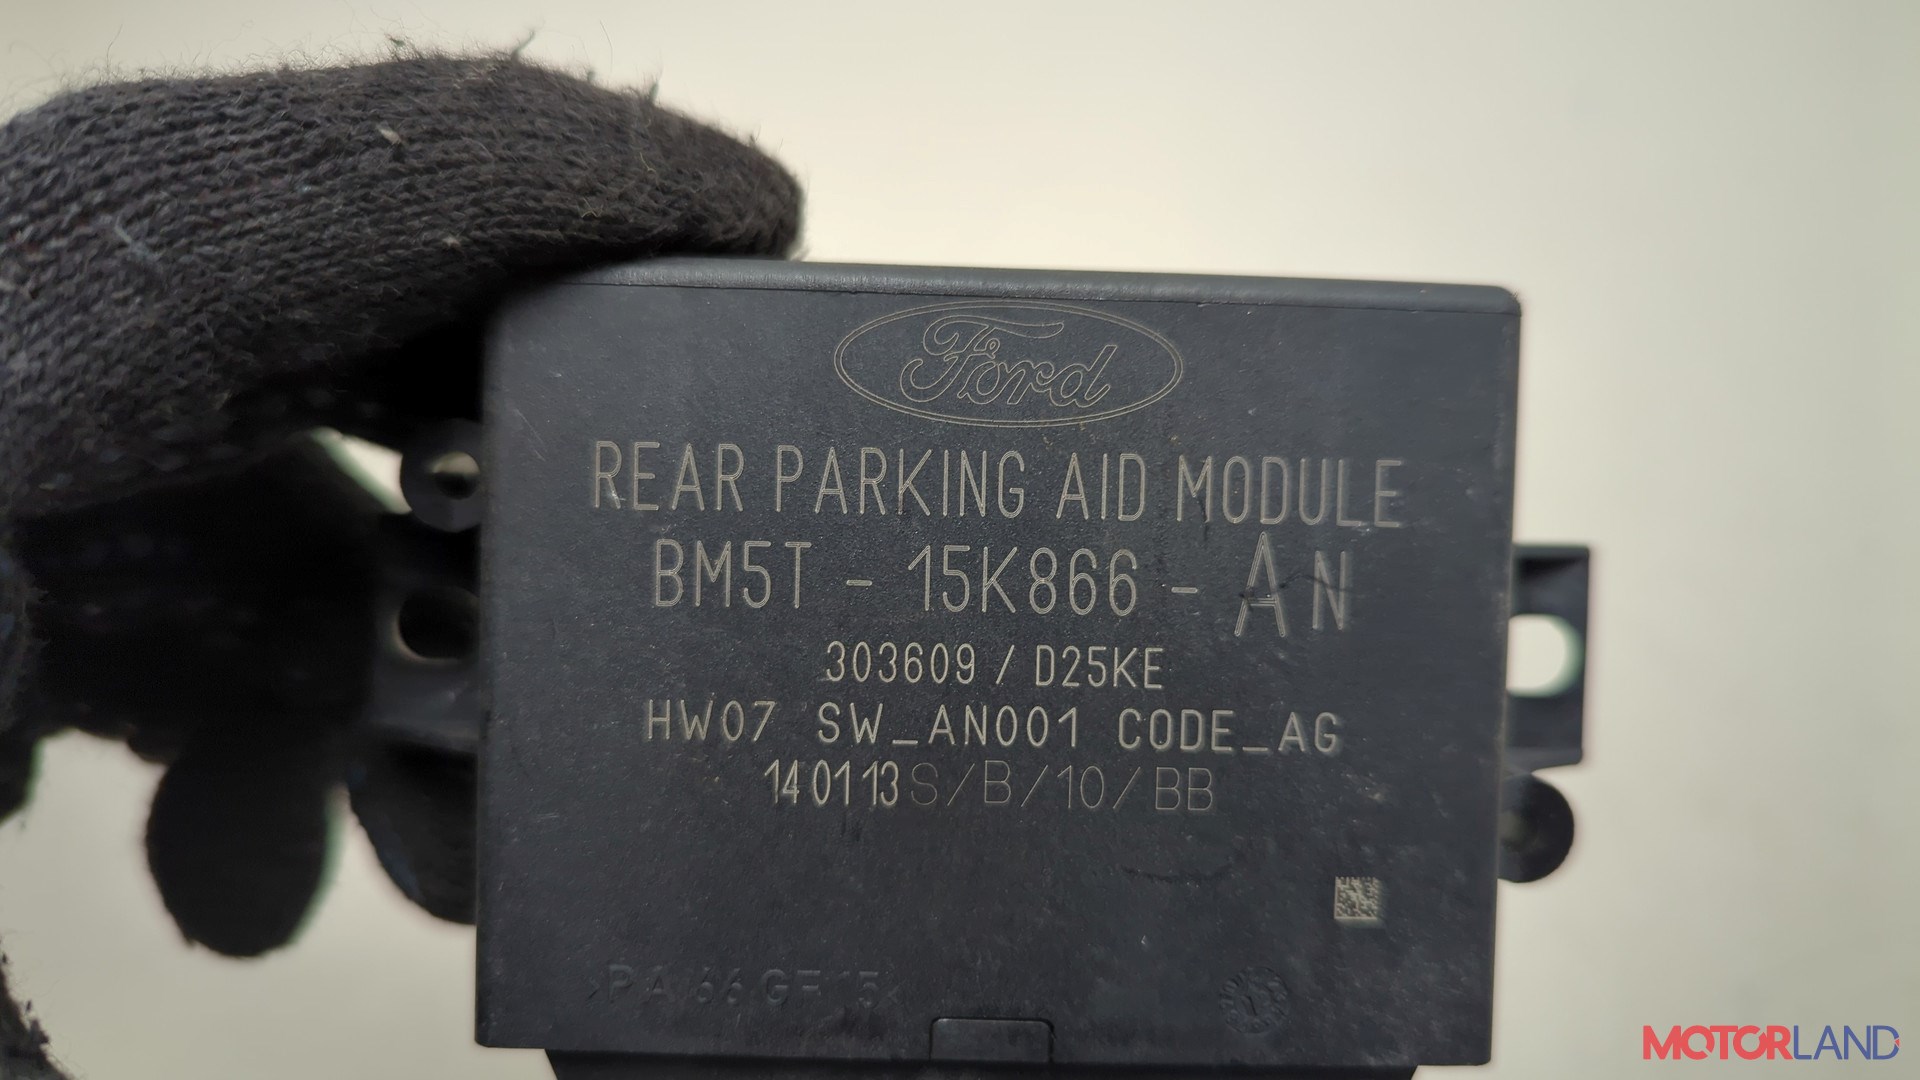 Ford
REAR PARKING AID MODULE
BM5T - 15K866 - AN
303609 / D25KE
HW07 SW_AN001 CODE_AG
140113S/B/10/BB
>PA 66 GF 15<
MOTORLAND